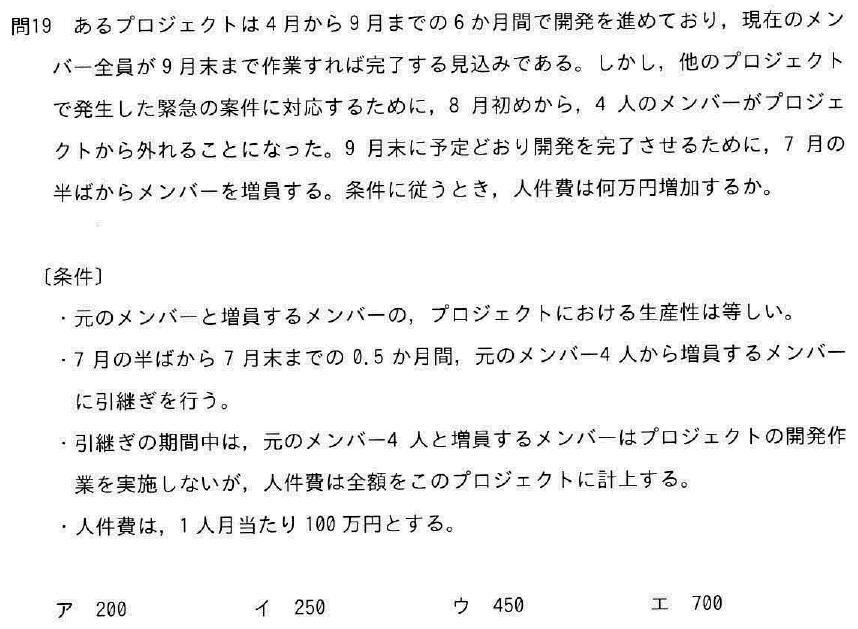 問19 あるプロジェクトは4月から9月までの6か月間で開発を進めており，現在のメン
バー全員が9月末まで作業すれば完了する見込みである。しかし，他のプロジェクト
で発生した緊急の案件に対応するために，8 月初めから，4 人のメンバーがプロジェ
クトから外れることになった。9 月末に予定どおり開発を完了させるために，7 月の
半ばからメンバーを増員する。条件に従うとき，人件費は何万円増加するか。
〔条件〕
・元のメンバーと増員するメンバーの，プロジェクトにおける生産性は等しい。
・7 月の半ばから 7 月末までの 0.5 か月間，元のメンバー4 人から増員するメンバー
に引継ぎを行う。
・引継ぎの期間中は，元のメンバー4 人と増員するメンバーはプロジェクトの開発作
業を実施しないが，人件費は全額をこのプロジェクトに計上する。
・人件費は，1 人月当たり 100 万円とする。
ア 200 イ 250 ウ 450 エ 700